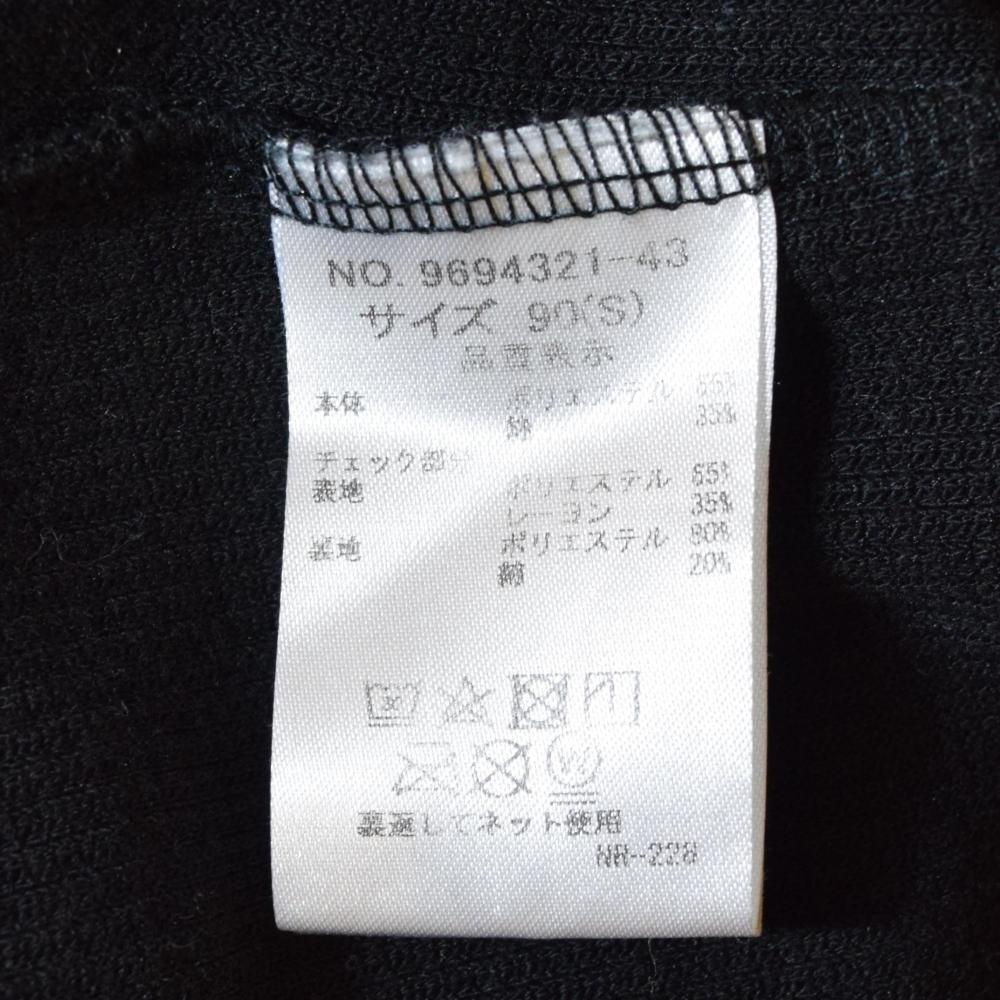 NO. 9694321-43
サイズ 90(S)
品質表示
本体 ポリエステル 65%
綿 35%
チェック部分
表地 ポリエステル 65%
レーヨン 35%
裏地 ポリエステル 80%
綿 20%
W
裏返してネット使用
NR-228